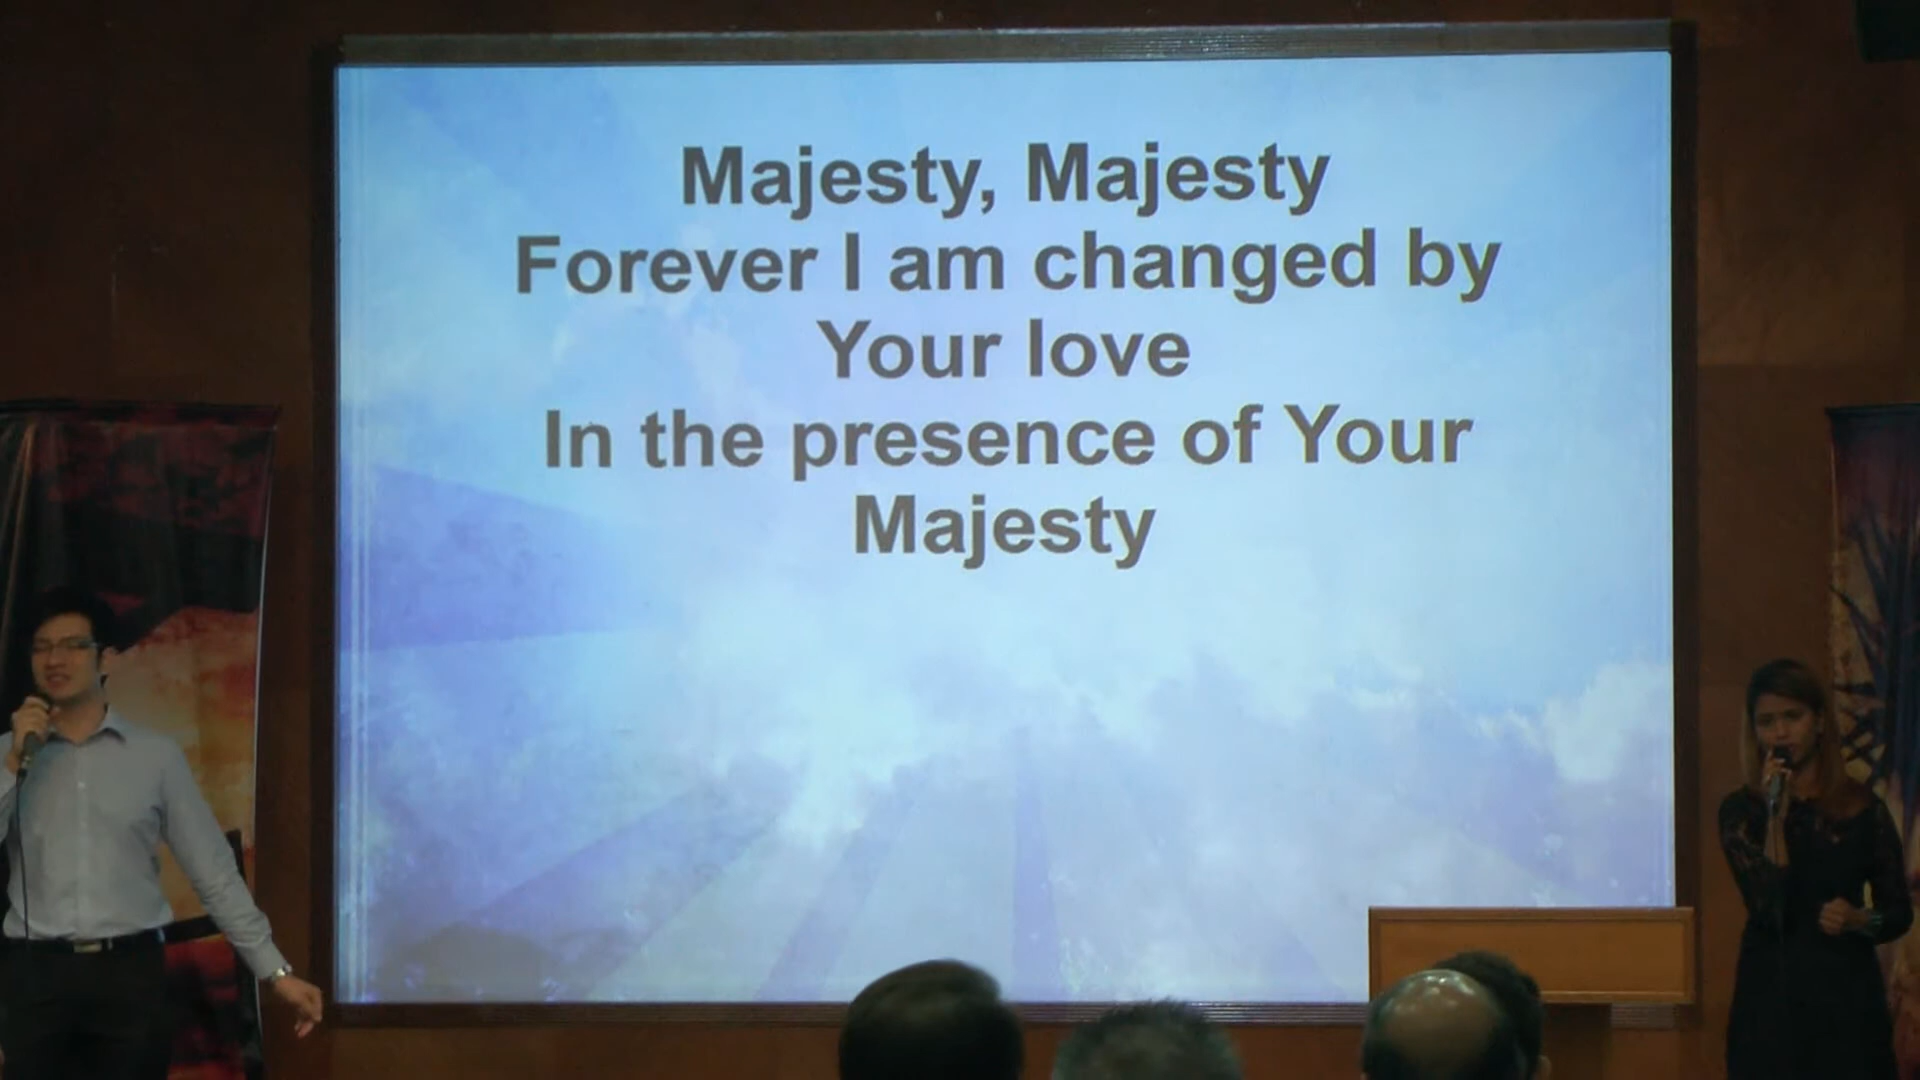 Majesty, Majesty
Forever I am changed by
Your love
In the presence of Your
Majesty